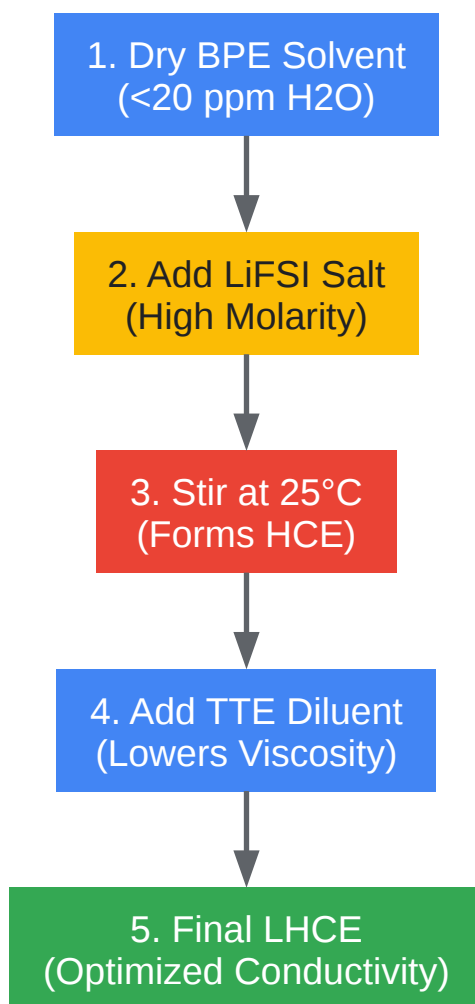 1. Dry BPE Solvent
(<20 ppm H2O)
2. Add LiFSI Salt
(High Molarity)
3. Stir at 25°C
(Forms HCE)
4. Add TTE Diluent
(Lowers Viscosity)
5. Final LHCE
(Optimized Conductivity)